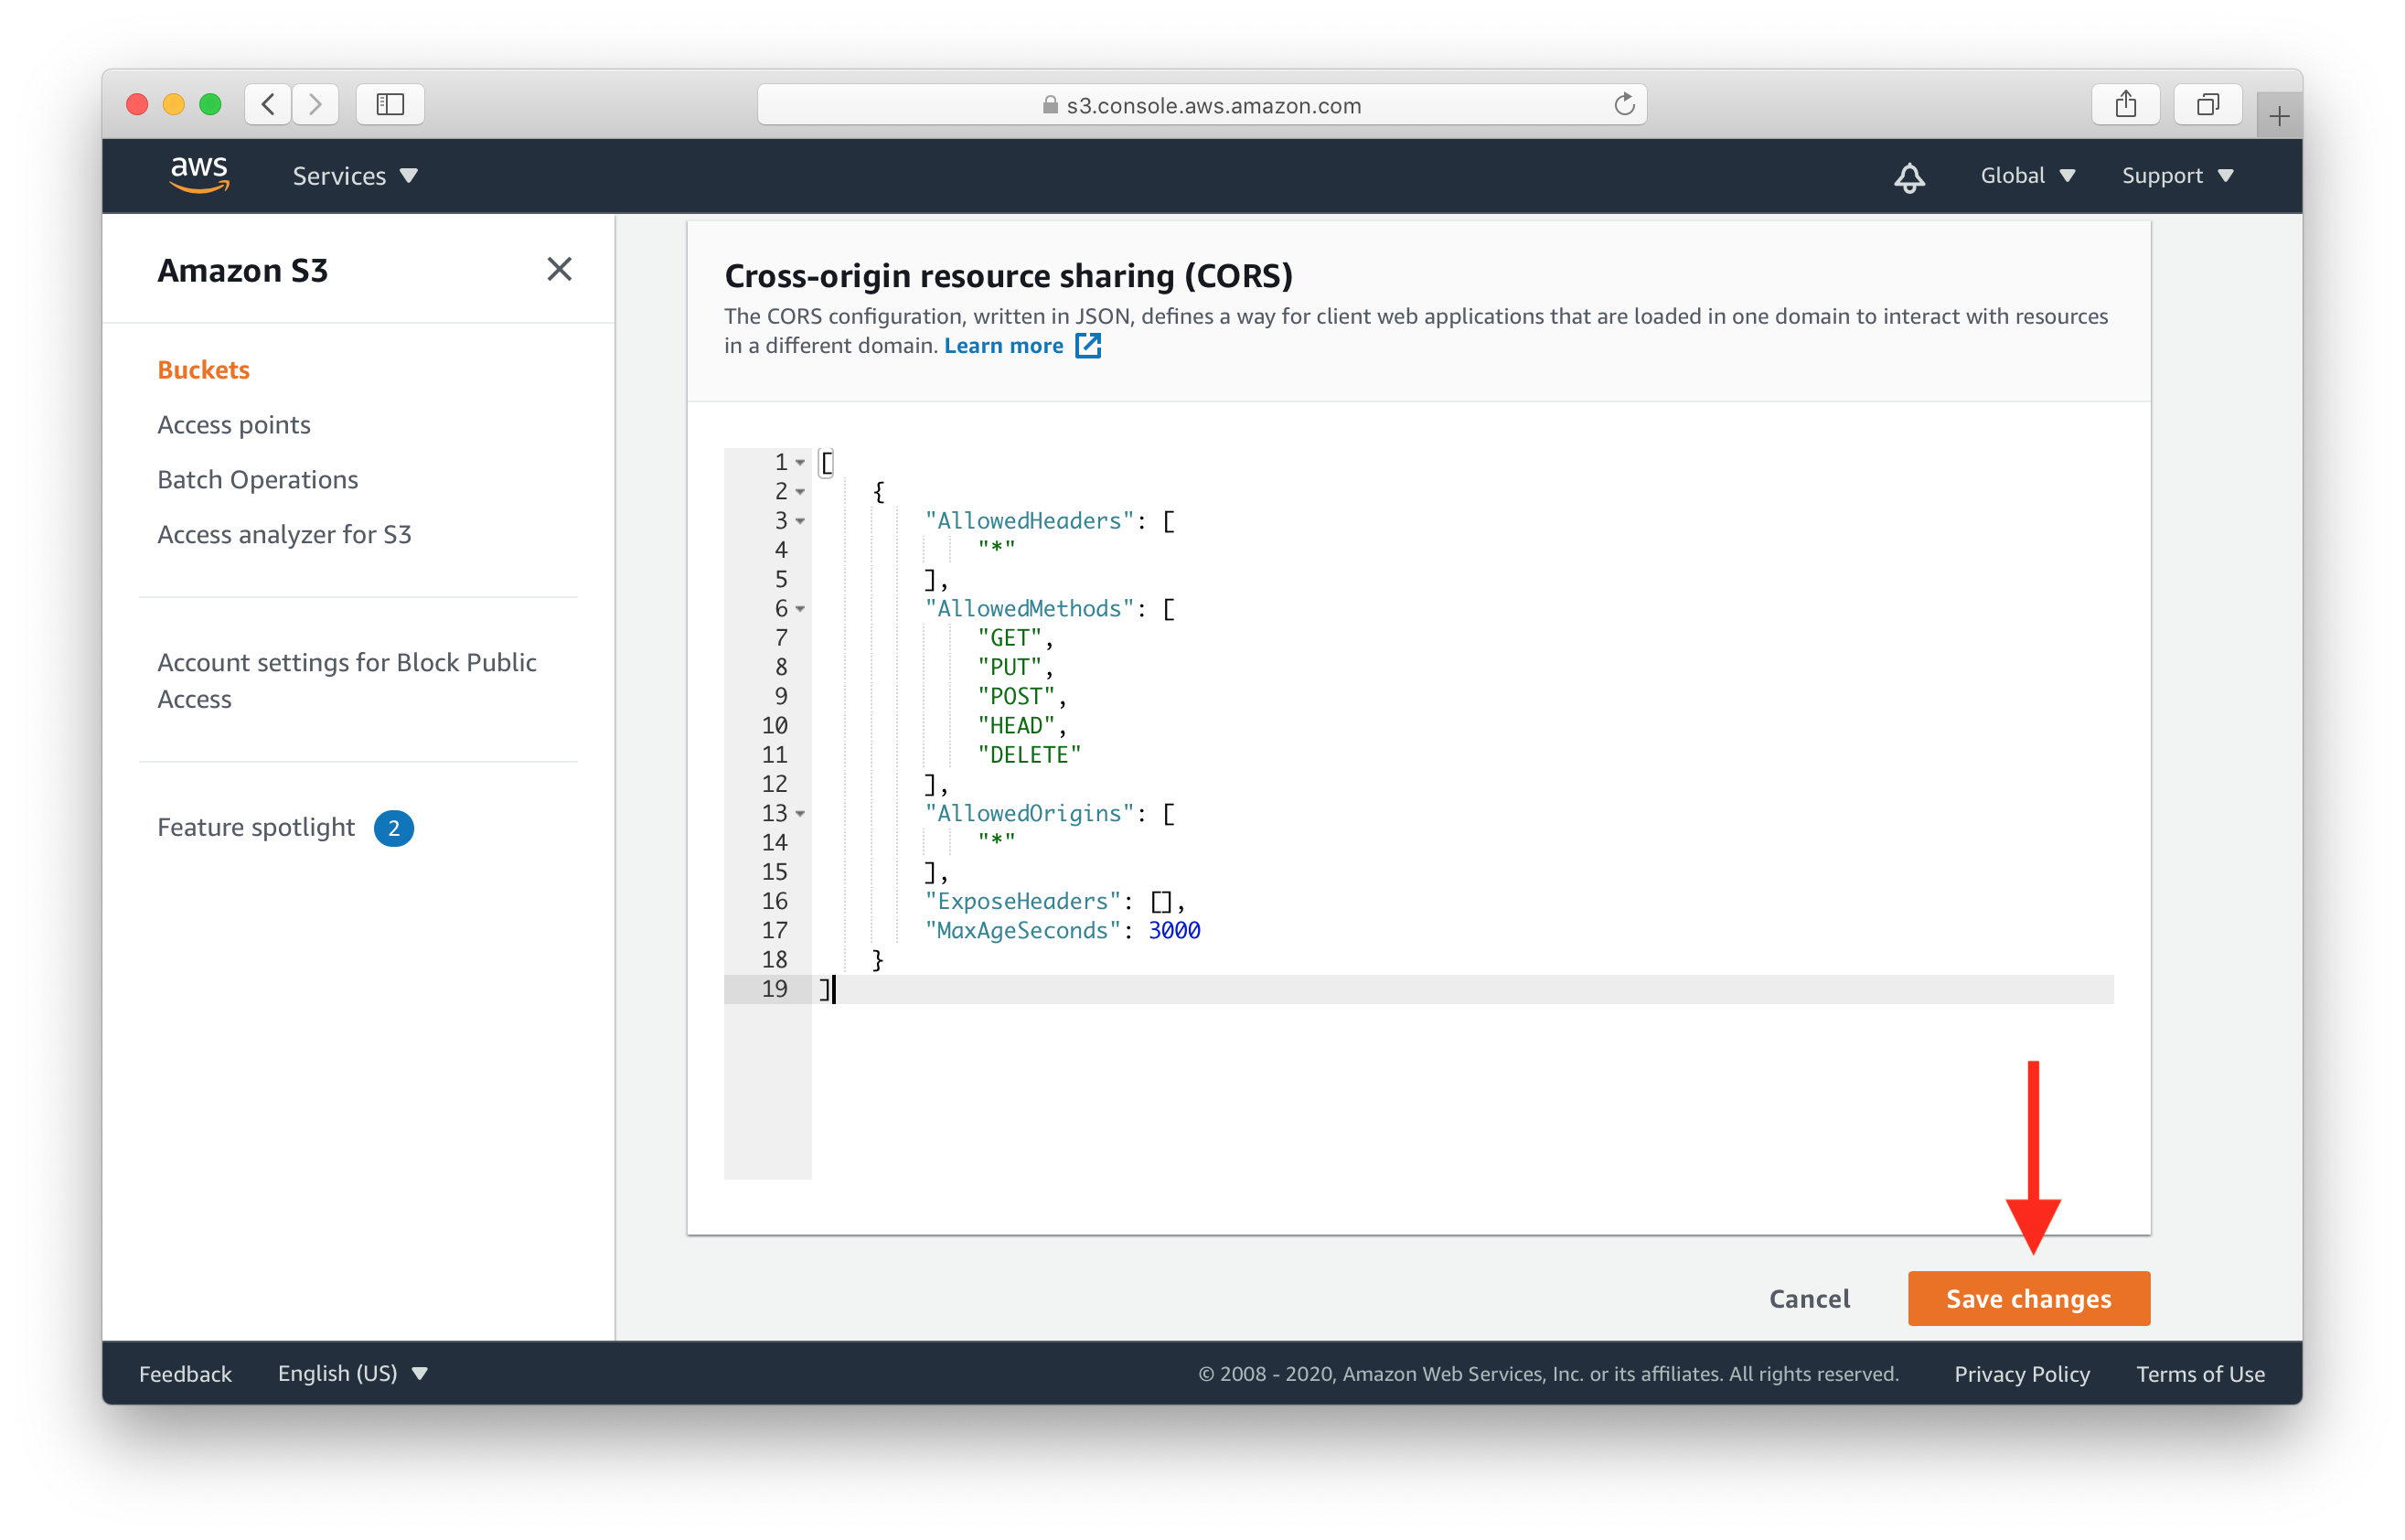 s3.console.aws.amazon.com
aws
Services
Global
Support
Amazon S3
Buckets
Access points
Batch Operations
Access analyzer for S3
Account settings for Block Public
Access
Feature spotlight 2
Cross-origin resource sharing (CORS)
The CORS configuration, written in JSON, defines a way for client web applications that are loaded in one domain to interact with resources
in a different domain. Learn more
1 [
2 {
3 "AllowedHeaders": [
4 "*"
5 ],
6 "AllowedMethods": [
7 "GET",
8 "PUT",
9 "POST",
10 "HEAD",
11 "DELETE"
12 ],
13 "AllowedOrigins": [
14 "*"
15 ],
16 "ExposeHeaders": [],
17 "MaxAgeSeconds": 3000
18 }
19 ]
Cancel
Save changes
Feedback
English (US)
© 2008 - 2020, Amazon Web Services, Inc. or its affiliates. All rights reserved.
Privacy Policy
Terms of Use